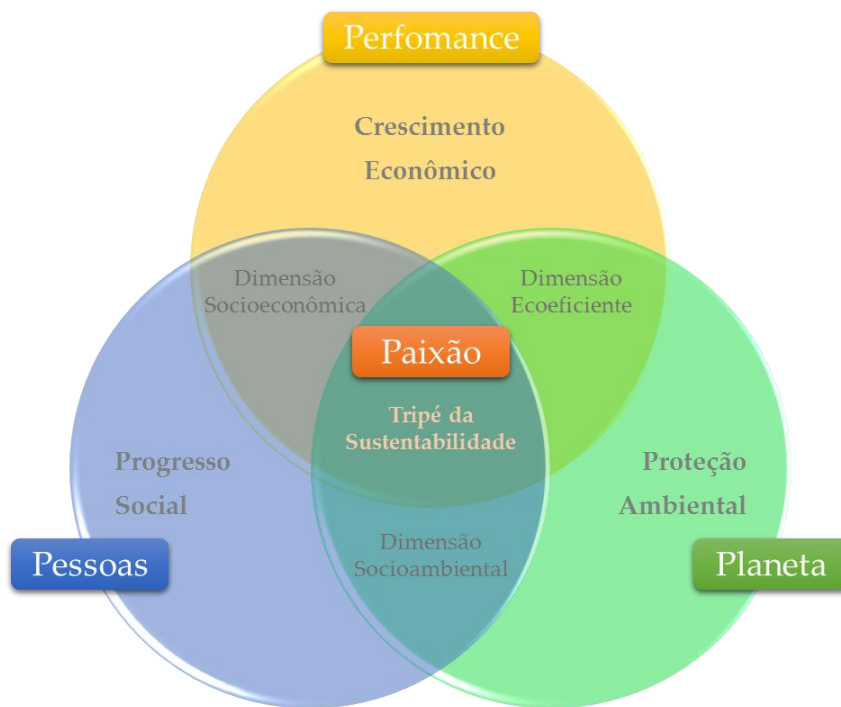 Perfomance
Crescimento
Econômico
Dimensão
Socioeconômica
Dimensão
Ecoeficiente
Paixão
Tripé da
Sustentabilidade
Progresso
Social
Proteção
Ambiental
Dimensão
Socioambiental
Pessoas
Planeta